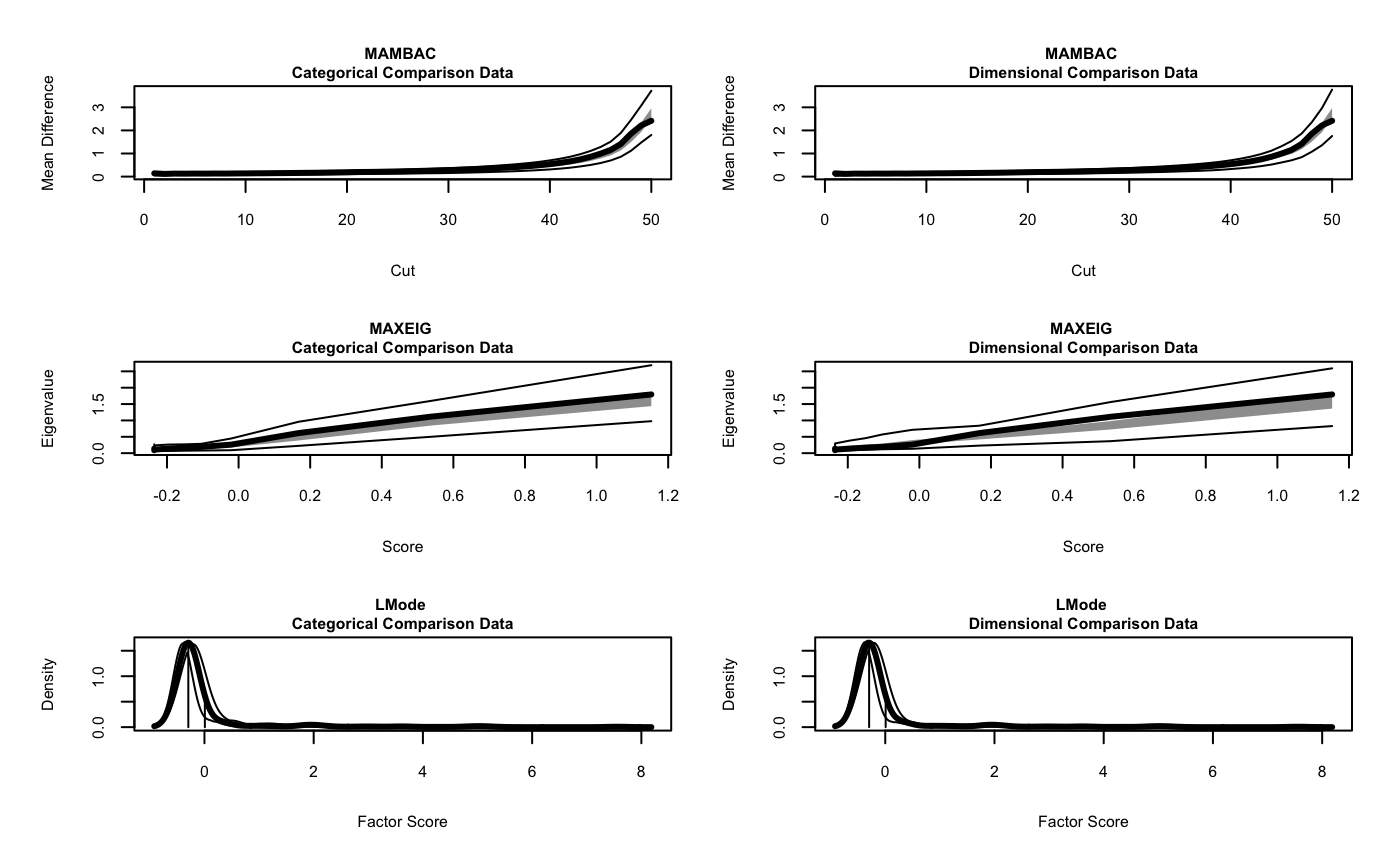 MAMBAC
Categorical Comparison Data
Mean Difference
0 1 2 3
0 10 20 30 40 50
Cut
MAMBAC
Dimensional Comparison Data
Mean Difference
0 1 2 3
0 10 20 30 40 50
Cut
MAXEIG
Categorical Comparison Data
Eigenvalue
0.0 1.5
-0.2 0.0 0.2 0.4 0.6 0.8 1.0 1.2
Score
MAXEIG
Dimensional Comparison Data
Eigenvalue
0.0 1.5
-0.2 0.0 0.2 0.4 0.6 0.8 1.0 1.2
Score
LMode
Categorical Comparison Data
Density
0.0 1.0
0 2 4 6 8
Factor Score
LMode
Dimensional Comparison Data
Density
0.0 1.0
0 2 4 6 8
Factor Score